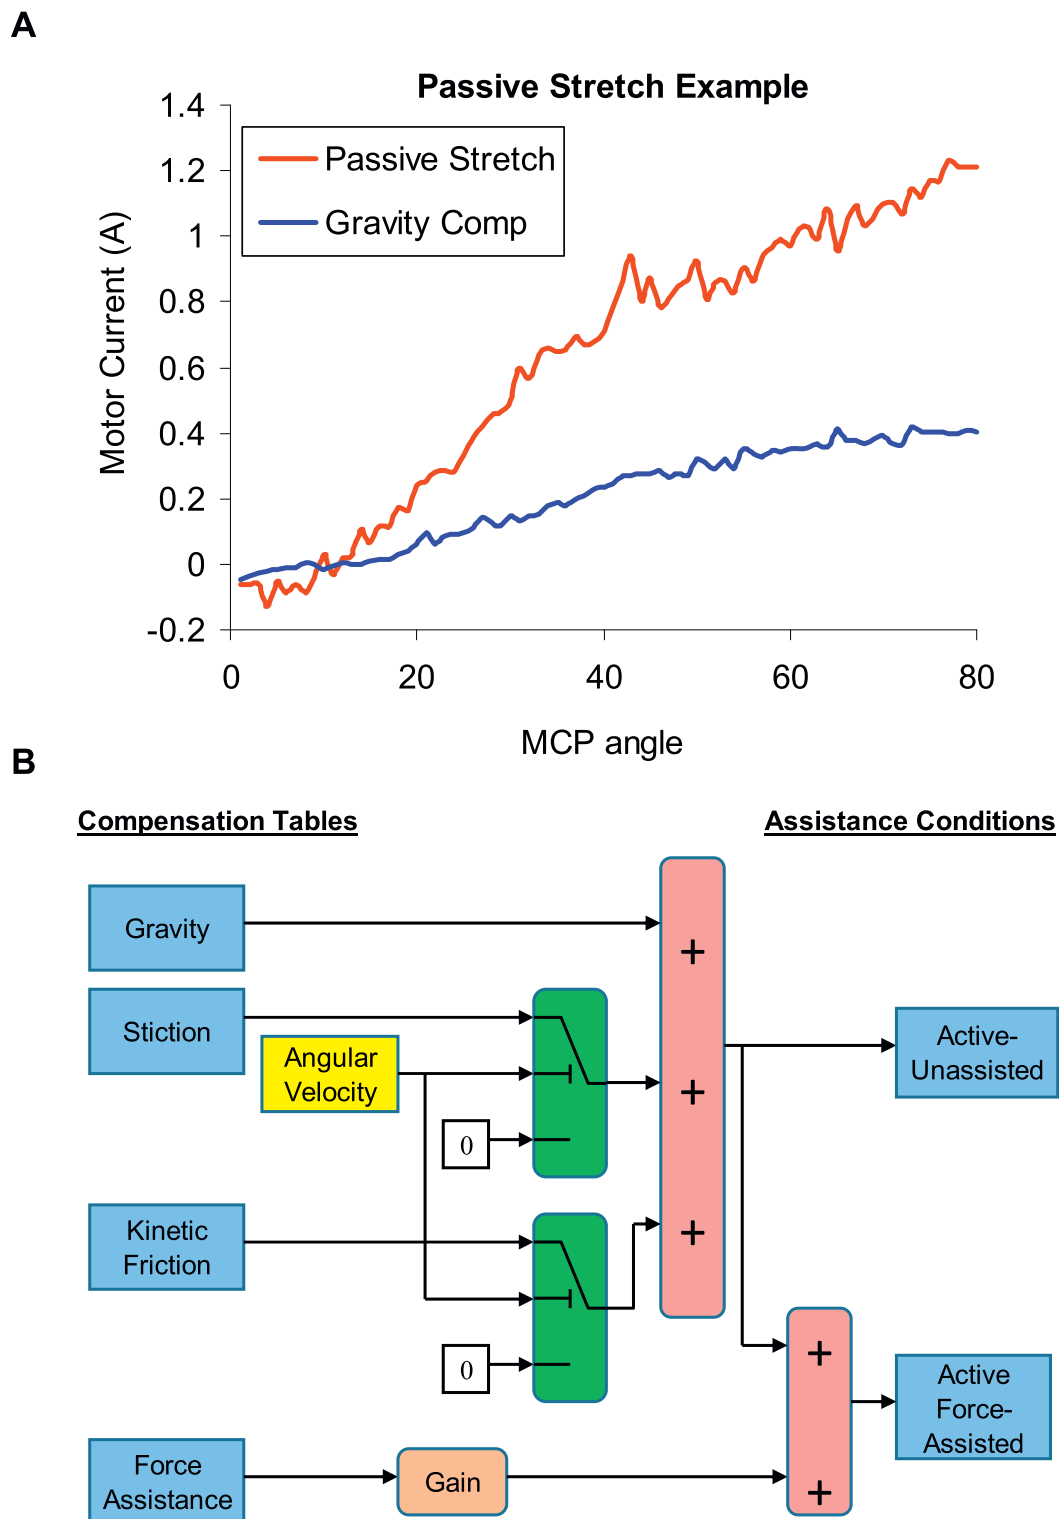 A
Passive Stretch Example
1.4
1.2
1
0.8
0.6
0.4
0.2
0
-0.2
Motor Current (A)
Passive Stretch
Gravity Comp
0
20
40
60
80
MCP angle
B
Compensation Tables
Assistance Conditions
Gravity
+
Stiction
Angular
Velocity
0
+
Active-
Unassisted
Kinetic
Friction
0
+
+
Active
Force-
Assisted
Force
Assistance
Gain
+